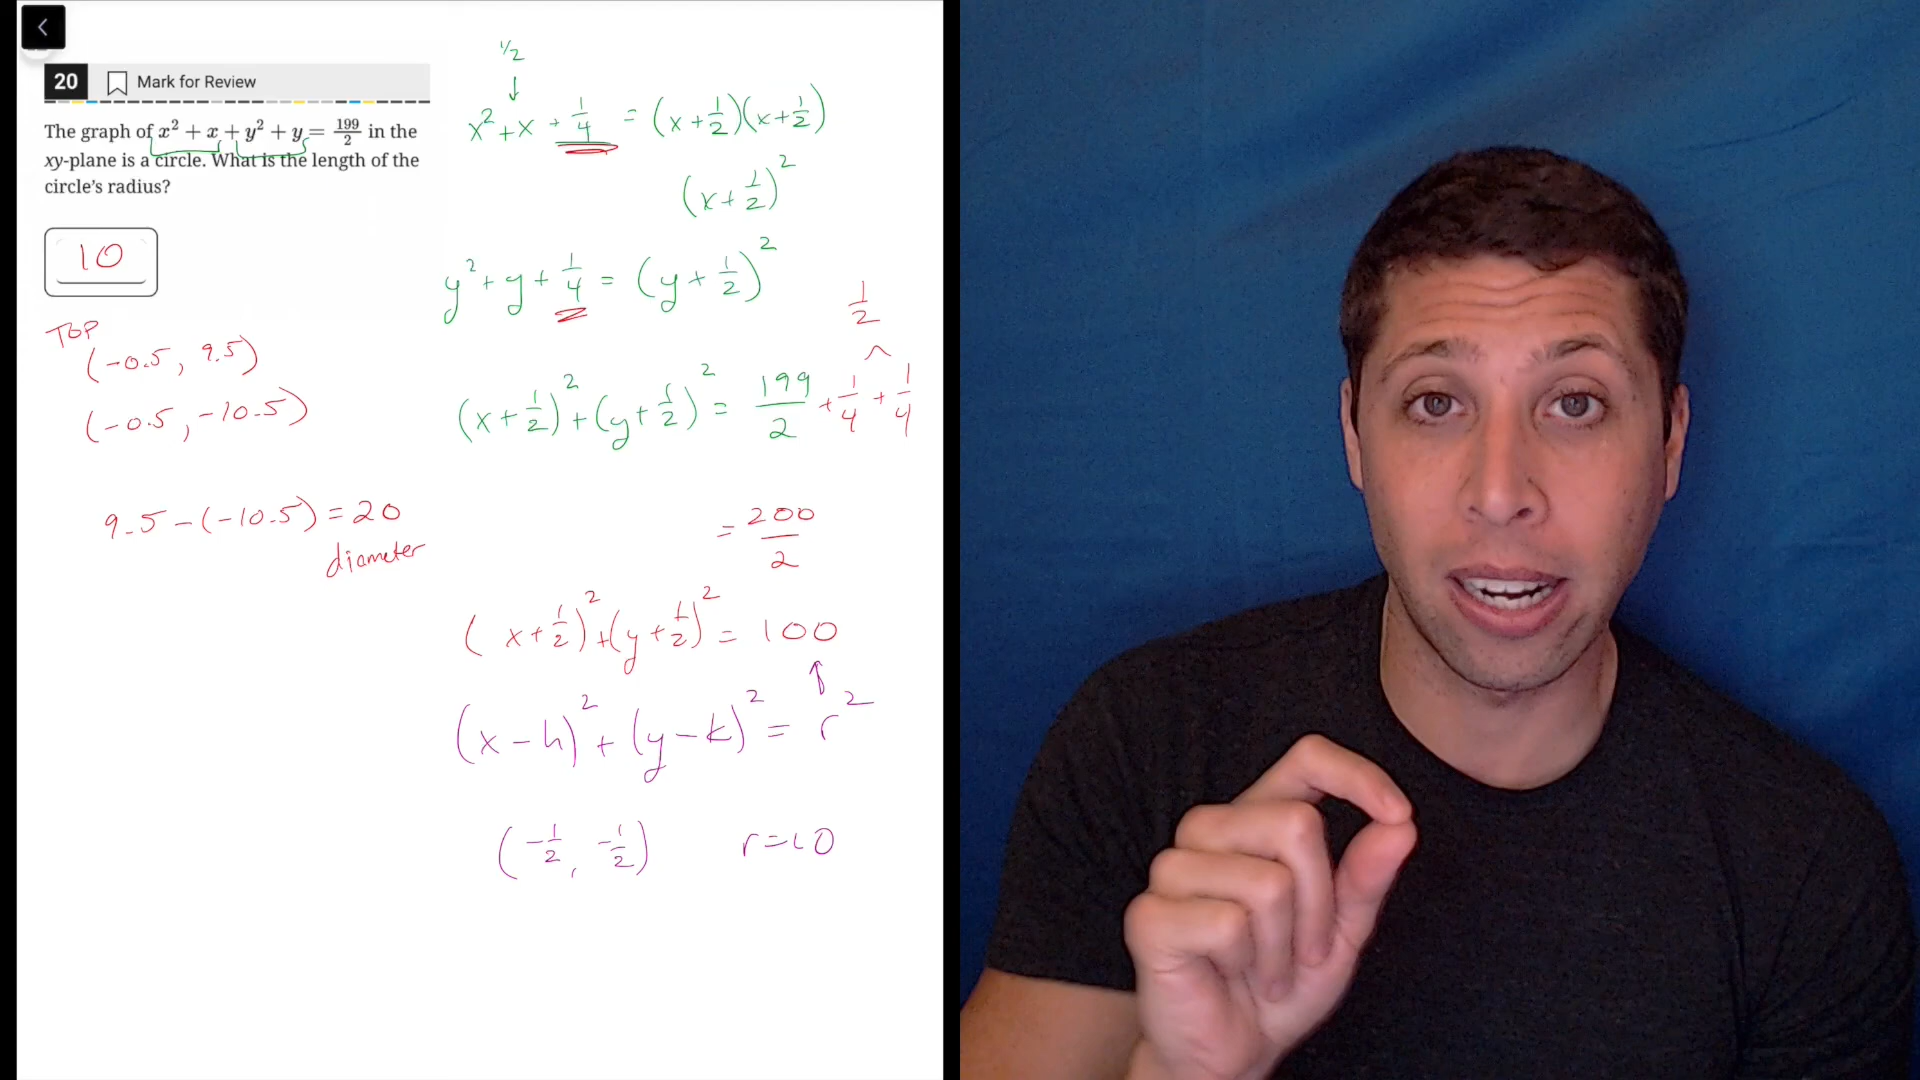 20 Mark for Review
The graph of x² + x + y² + y = 199/2 in the
xy-plane is a circle. What is the length of the
circle's radius?
10
TOP
(-0.5, 9.5)
(-0.5, -10.5)
9.5 - (-10.5) = 20
diameter
1/2
↓
x² + x + 1/4 = (x + 1/2)(x + 1/2)
(x + 1/2)²
y² + y + 1/4 = (y + 1/2)²
1/2
(x + 1/2)² + (y + 1/2)² = 199/2 + 1/4 + 1/4
= 200/2
(x + 1/2)² + (y + 1/2)² = 100
(x - h)² + (y - k)² = r²
(-1/2, -1/2) r = 10